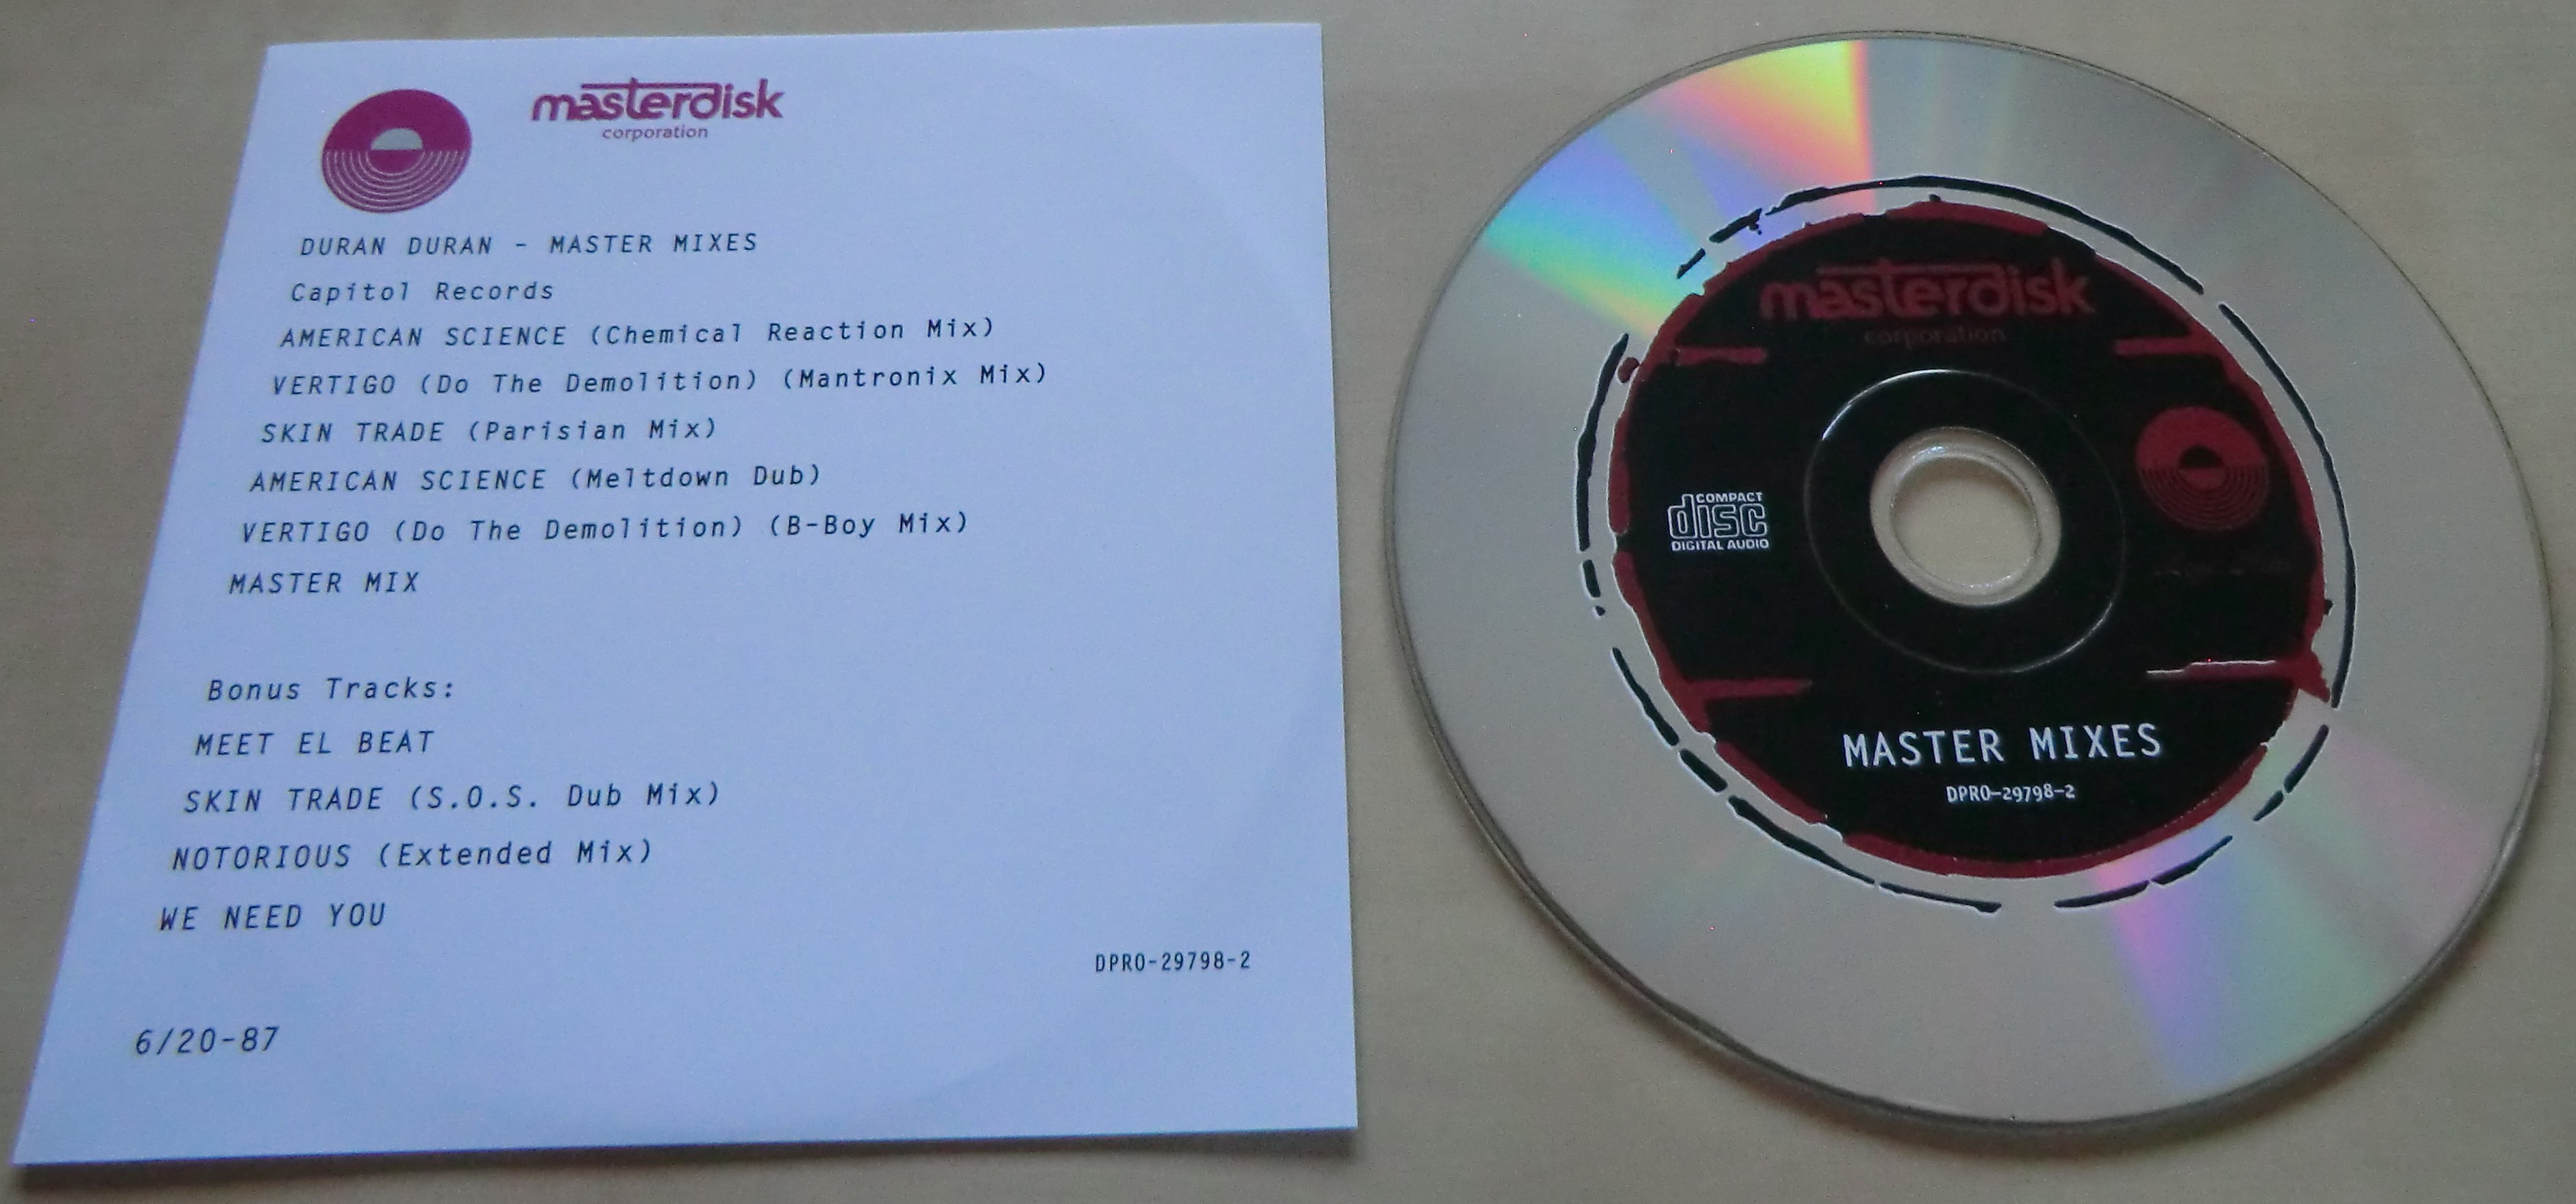 masterdisk
corporation
DURAN DURAN - MASTER MIXES
Capitol Records
AMERICAN SCIENCE (Chemical Reaction Mix)
VERTIGO (Do The Demolition) (Mantronix Mix)
SKIN TRADE (Parisian Mix)
AMERICAN SCIENCE (Meltdown Dub)
VERTIGO (Do The Demolition) (B-Boy Mix)
MASTER MIX
Bonus Tracks:
MEET EL BEAT
SKIN TRADE (S.O.S. Dub Mix)
NOTORIOUS (Extended Mix)
WE NEED YOU
DPRO-29798-2
6/20-87
masterdisk
corporation
COMPACT
disc
DIGITAL AUDIO
MASTER MIXES
DPRO-29798-2